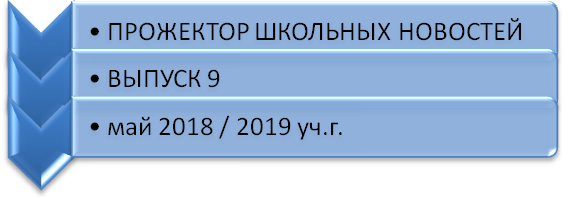 • ПРОЖЕКТОР ШКОЛЬНЫХ НОВОСТЕЙ
• ВЫПУСК 9
• май 2018 / 2019 уч.г.